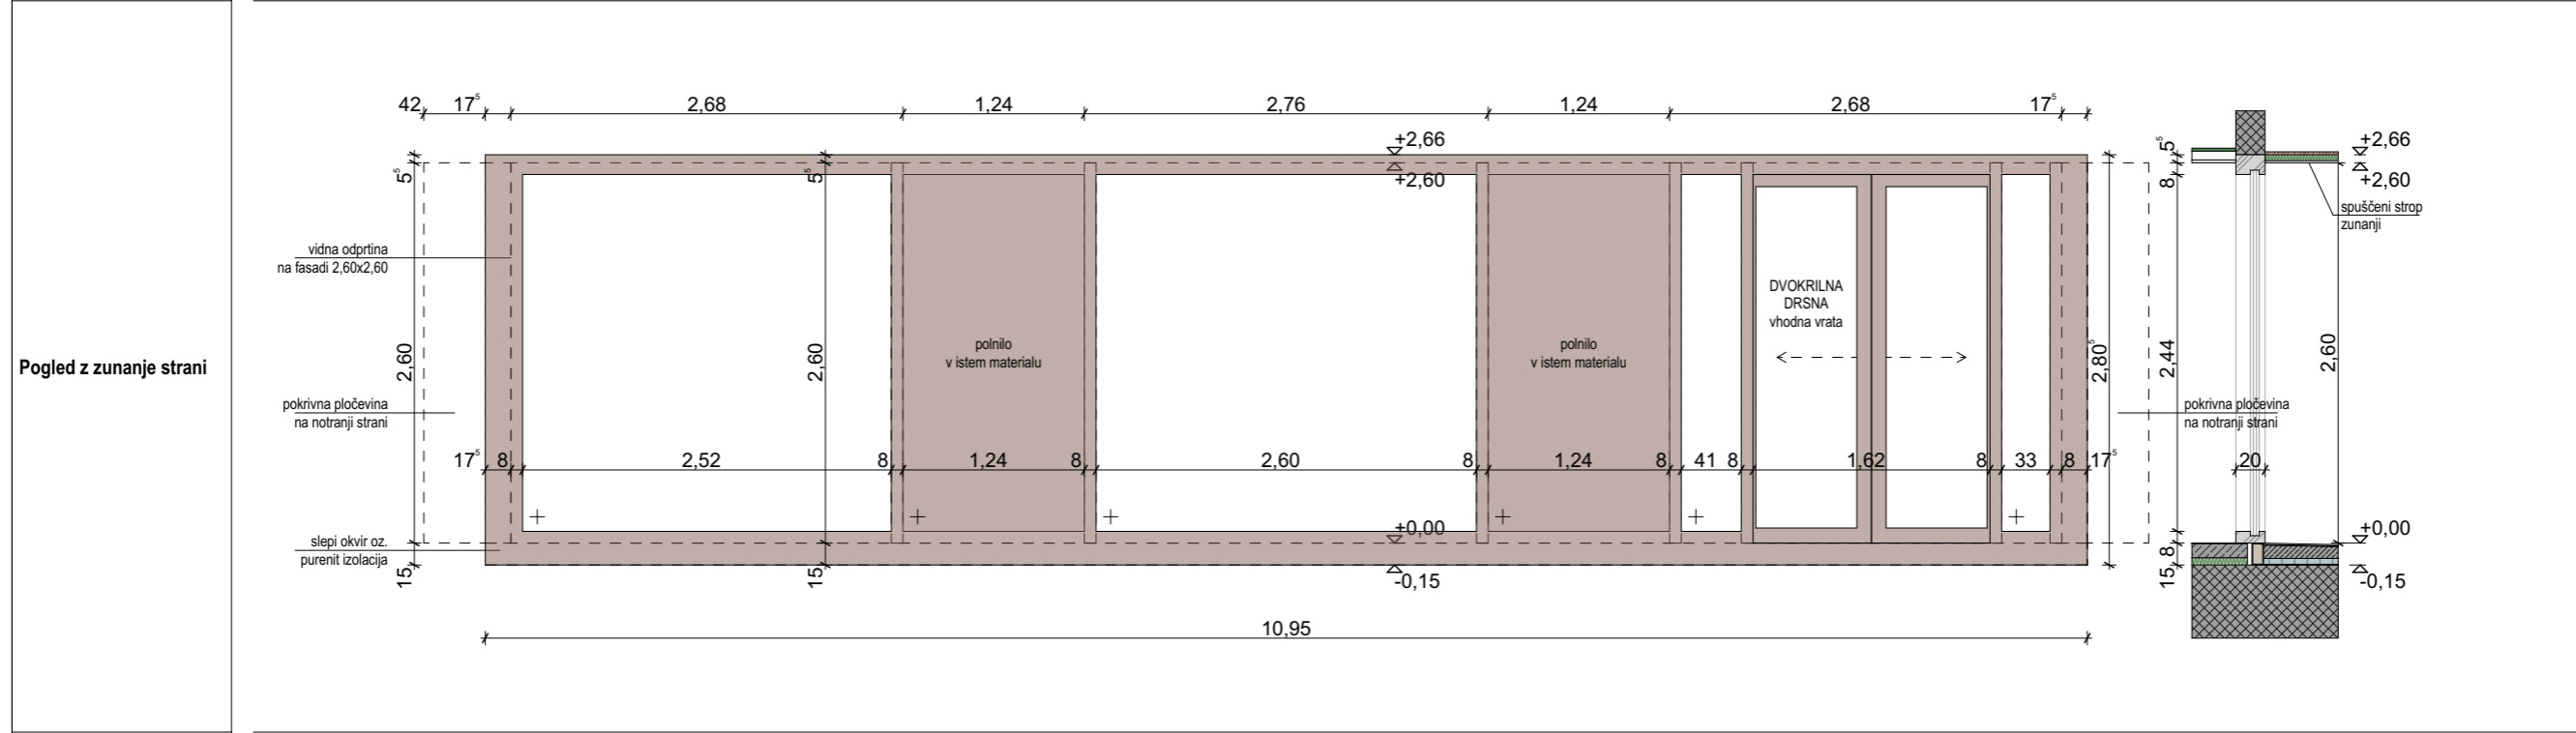 Pogled z zunanje strani
42 17⁵ 2,68 1,24 2,76 1,24 2,68 17⁵
+2,66
+2,60
5⁵ 5⁵
vidna odprtina
na fasadi 2,60x2,60
DVOKRILNA
DRSNA
vhodna vrata
polnilo
v istem materialu
polnilo
v istem materialu
2,60 2,60 2,80⁵
pokrivna pločevina
na notranji strani
17⁵ 8 2,52 8 1,24 8 2,60 8 1,24 8 41 8 1,62 8 33 8 17⁵
+0,00
slepi okvir oz.
purenit izolacija
15 15
-0,15
10,95
5⁵
8
2,44
8
15
+2,66
+2,60
spuščeni strop
zunanji
2,60
pokrivna pločevina
na notranji strani
20
+0,00
-0,15